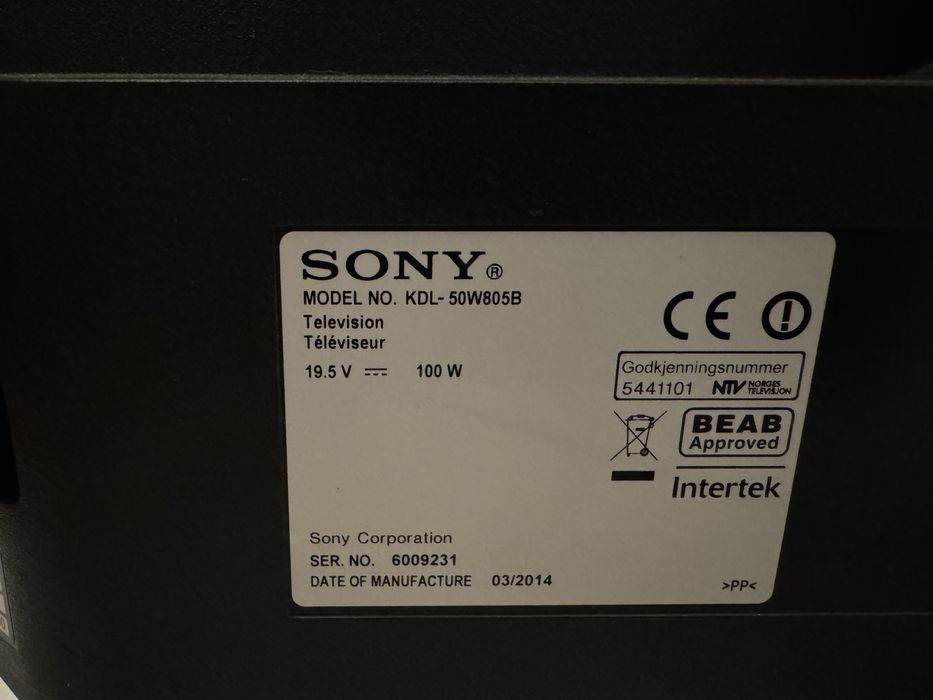 SONY®
MODEL NO. KDL- 50W805B
Television
Téléviseur
19.5 V 100 W
CE
Godkjenningsnummer
5441101 NTV NORGES TELEVISJON
BEAB
Approved
Intertek
Sony Corporation
SER. NO. 6009231
DATE OF MANUFACTURE 03/2014
>PP<